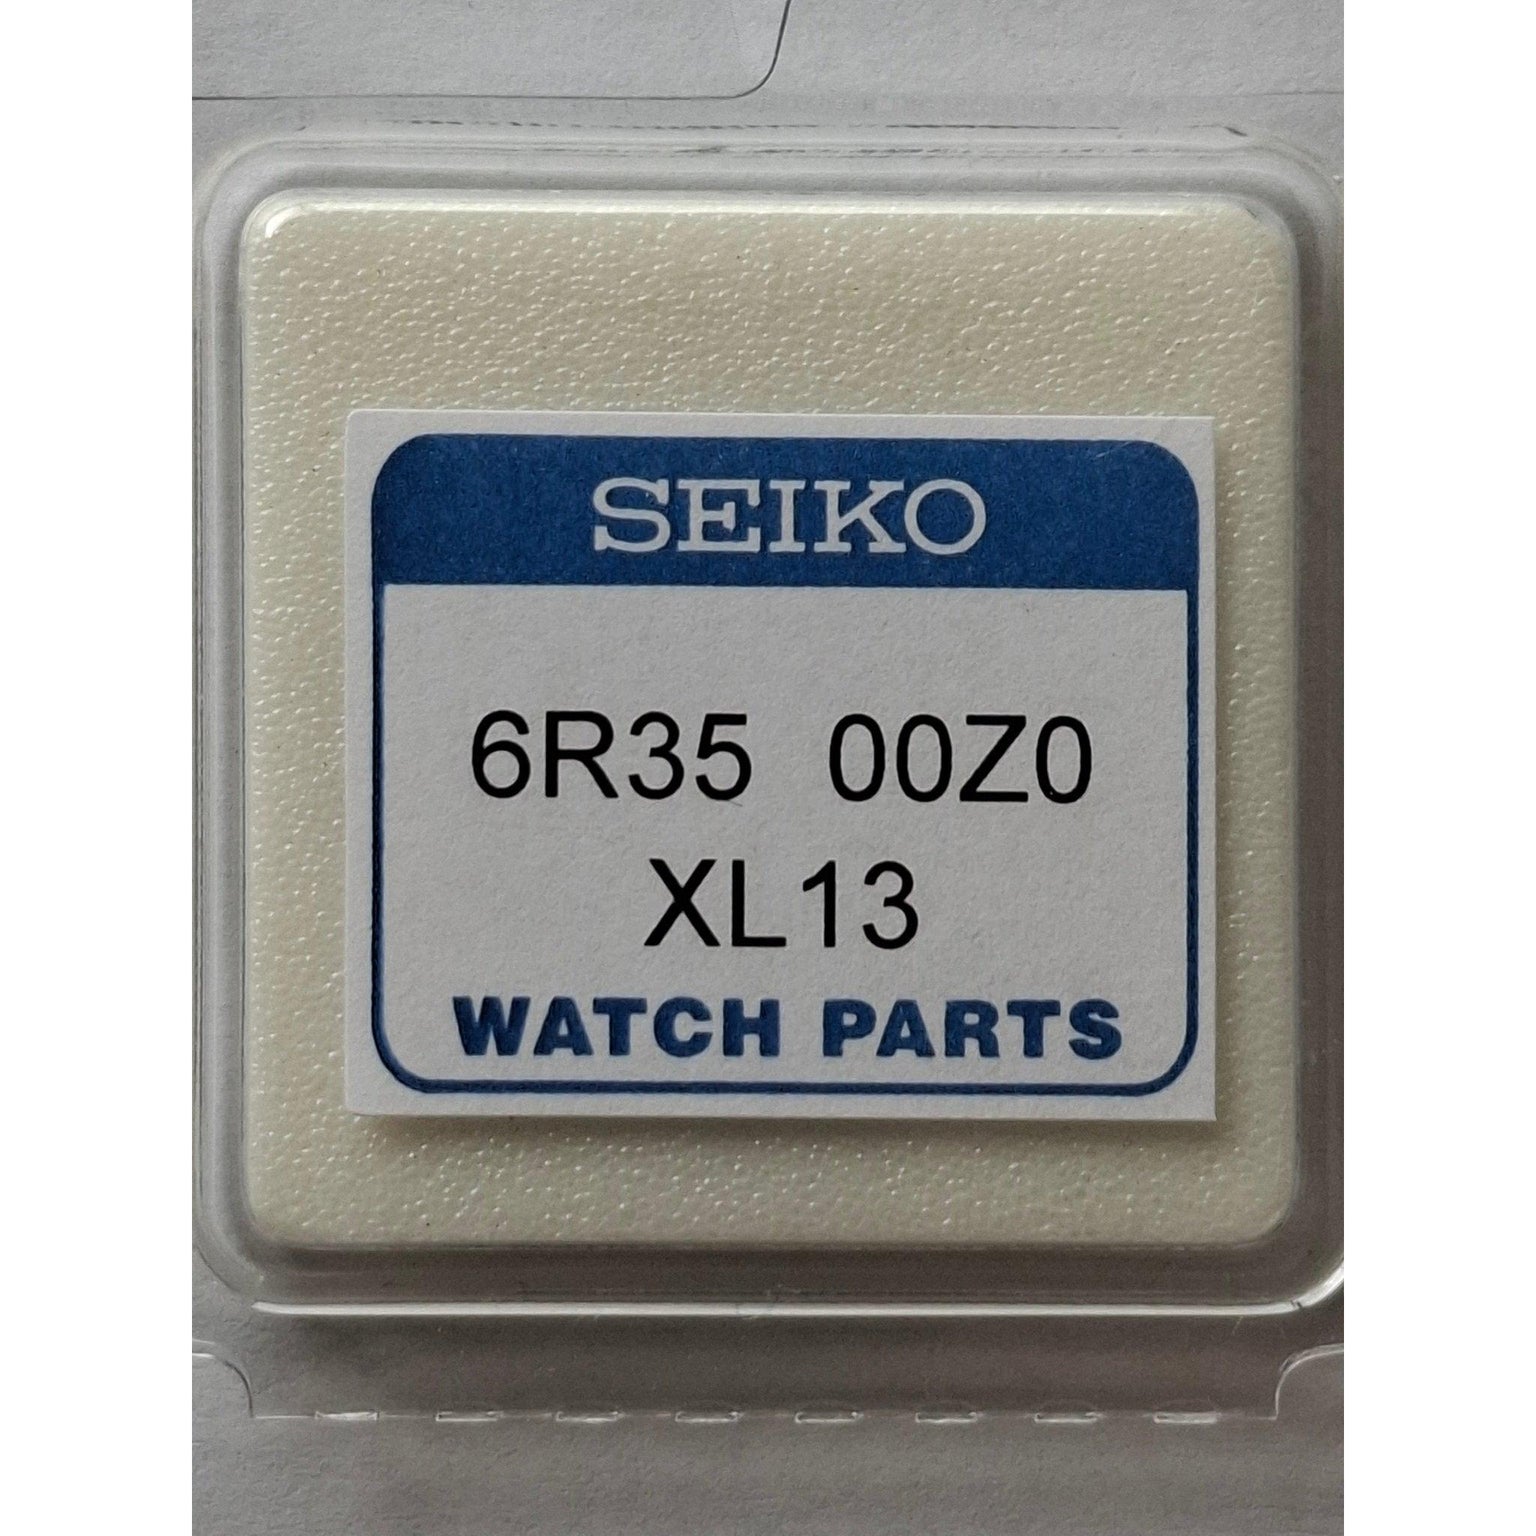 SEIKO
6R35 00Z0
XL13
WATCH PARTS